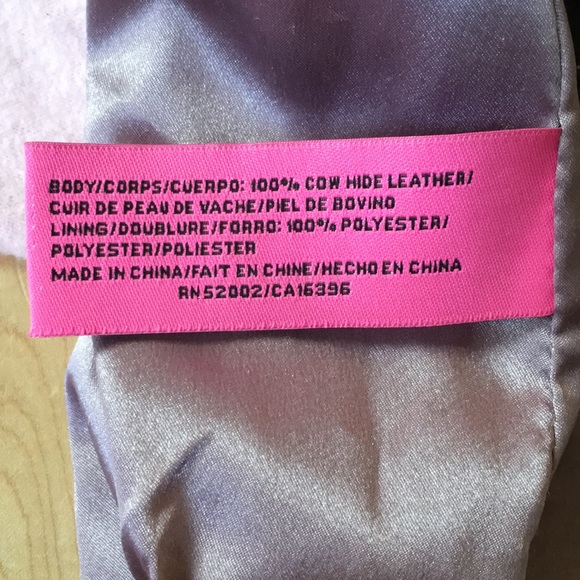 BODY/CORPS/CUERPO: 100% COW HIDE LEATHER/
CUIR DE PEAU DE VACHE/PIEL DE BOVINO
LINING/DOUBLURE/FORRO: 100% POLYESTER/
POLYESTER/POLIESTER
MADE IN CHINA/FAIT EN CHINE/HECHO EN CHINA
RN52002/CA16396